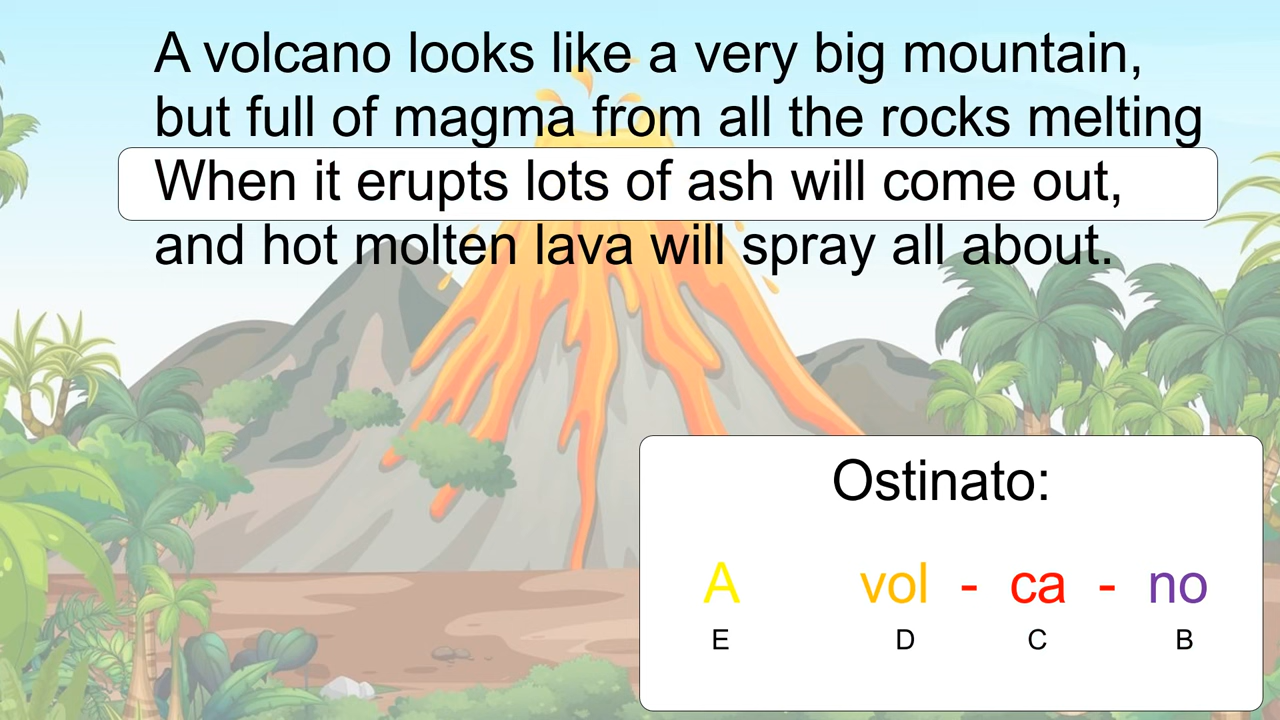 A volcano looks like a very big mountain,
but full of magma from all the rocks melting
When it erupts lots of ash will come out,
and hot molten lava will spray all about.
Ostinato:
A vol - ca - no
E D C B